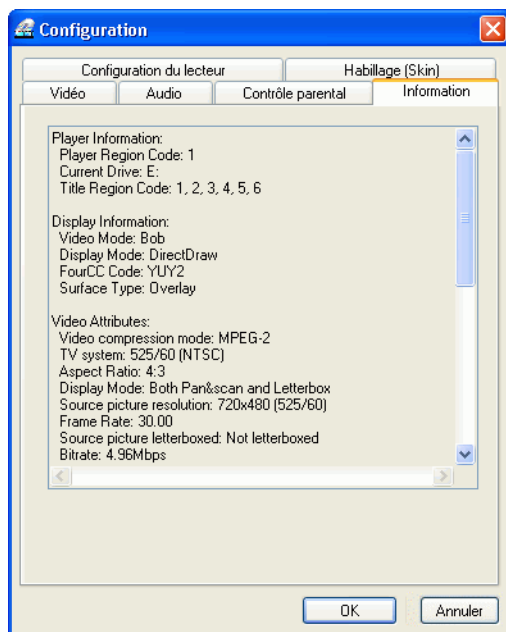 Configuration
Configuration du lecteur
Habillage (Skin)
Vidéo
Audio
Contrôle parental
Information
Player Information:
Player Region Code: 1
Current Drive: E:
Title Region Code: 1, 2, 3, 4, 5, 6
Display Information:
Video Mode: Bob
Display Mode: DirectDraw
FourCC Code: YUY2
Surface Type: Overlay
Video Attributes:
Video compression mode: MPEG-2
TV system: 525/60 (NTSC)
Aspect Ratio: 4:3
Display Mode: Both Pan&scan and Letterbox
Source picture resolution: 720x480 (525/60)
Frame Rate: 30.00
Source picture letterboxed: Not letterboxed
Bitrate: 4.96Mbps
OK
Annuler